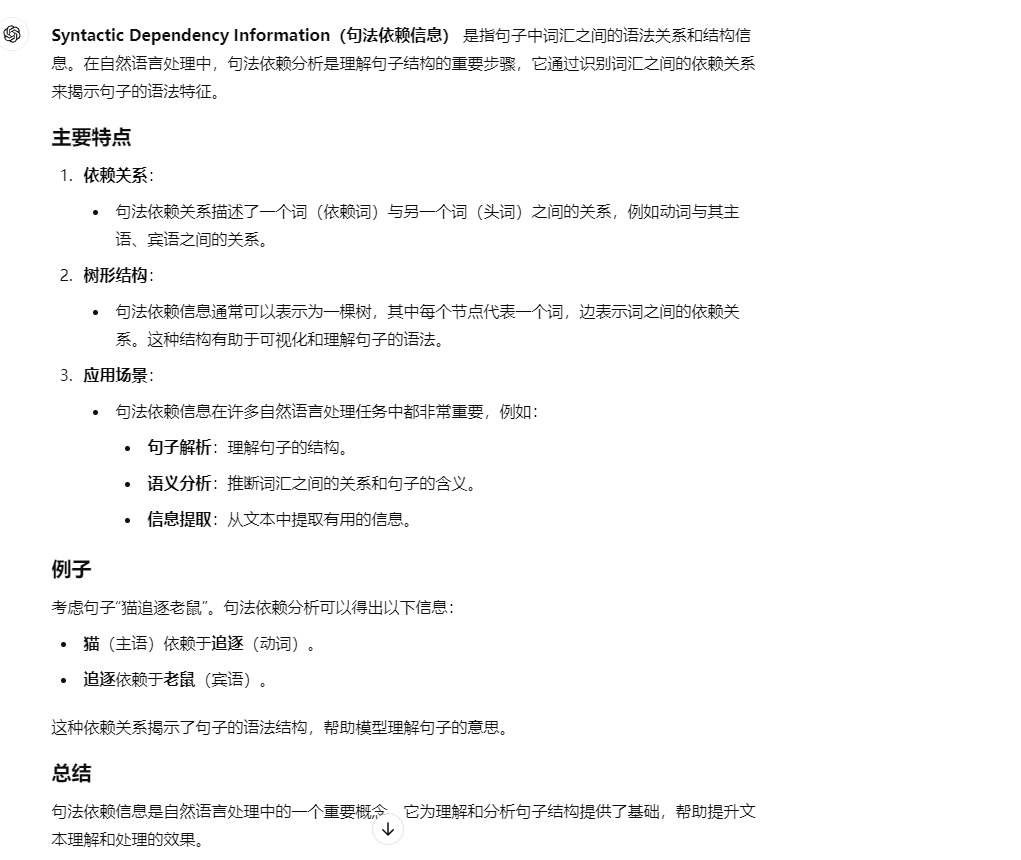 Syntactic Dependency Information（句法依赖信息） 是指句子中词汇之间的语法关系和结构信
息。在自然语言处理中，句法依赖分析是理解句子结构的重要步骤，它通过识别词汇之间的依赖关系
来揭示句子的语法特征。
主要特点
1. 依赖关系：
• 句法依赖关系描述了一个词（依赖词）与另一个词（头词）之间的关系，例如动词与其主
语、宾语之间的关系。
2. 树形结构：
• 句法依赖信息通常可以表示为一棵树，其中每个节点代表一个词，边表示词之间的依赖关
系。这种结构有助于可视化和理解句子的语法。
3. 应用场景：
• 句法依赖信息在许多自然语言处理任务中都非常重要，例如：
• 句子解析：理解句子的结构。
• 语义分析：推断词汇之间的关系和句子的含义。
• 信息提取：从文本中提取有用的信息。
例子
考虑句子“猫追逐老鼠”。句法依赖分析可以得出以下信息：
• 猫（主语）依赖于追逐（动词）。
• 追逐依赖于老鼠（宾语）。
这种依赖关系揭示了句子的语法结构，帮助模型理解句子的意思。
总结
句法依赖信息是自然语言处理中的一个重要概念，它为理解和分析句子结构提供了基础，帮助提升文
本理解和处理的效果。